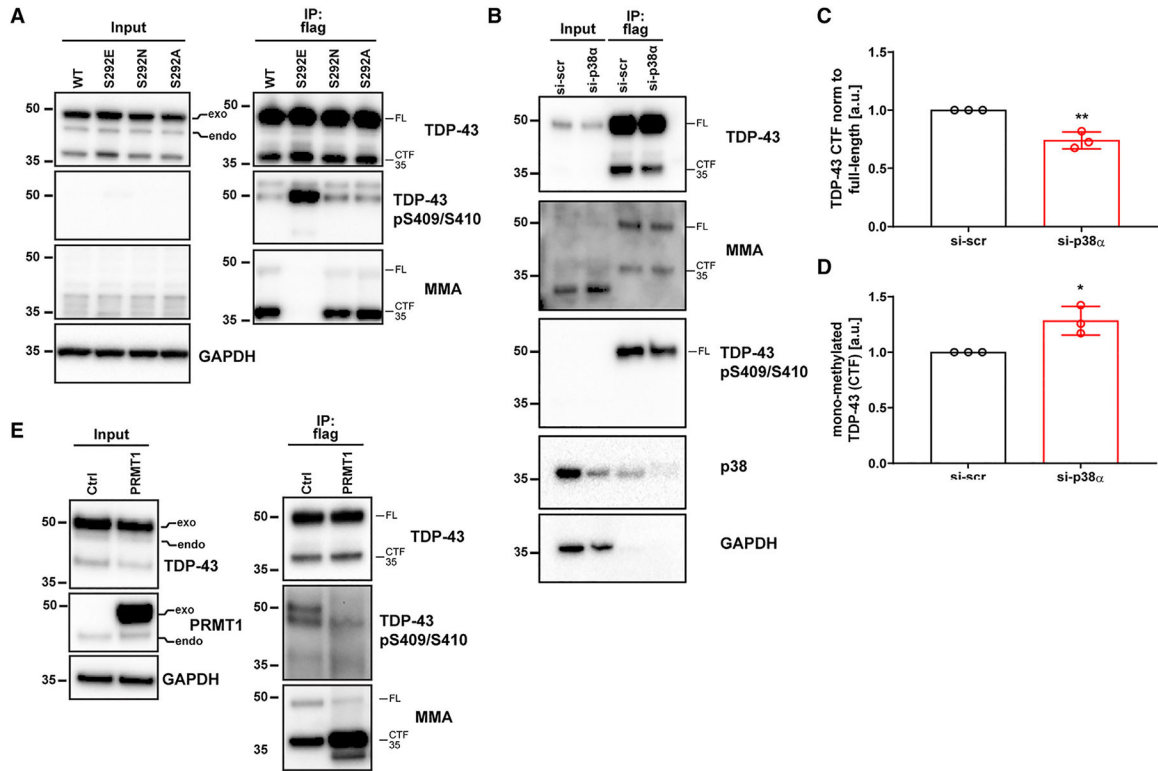 A
Input
WT
S292E
S292N
S292A
50
35
exo
endo
50
35
50
35
35
GAPDH
IP:
flag
WT
S292E
S292N
S292A
50
35
FL
CTF
35
TDP-43
50
35
TDP-43
pS409/S410
50
35
FL
CTF
35
MMA
B
Input
IP:
flag
si-scr
si-p38α
si-scr
si-p38α
50
35
FL
CTF
35
TDP-43
50
35
FL
CTF
35
MMA
50
35
FL
TDP-43
pS409/S410
35
p38
35
GAPDH
C
TDP-43 CTF norm to
full-length [a.u.]
1.5
1.0
0.5
0.0
**
si-scr
si-p38α
D
mono-methylated
TDP-43 (CTF) [a.u.]
1.5
1.0
0.5
0.0
*
si-scr
si-p38α
E
Input
Ctrl
PRMT1
50
35
exo
endo
TDP-43
50
exo
PRMT1
endo
35
GAPDH
IP:
flag
Ctrl
PRMT1
50
35
FL
CTF
35
TDP-43
50
35
TDP-43
pS409/S410
50
35
FL
CTF
35
MMA